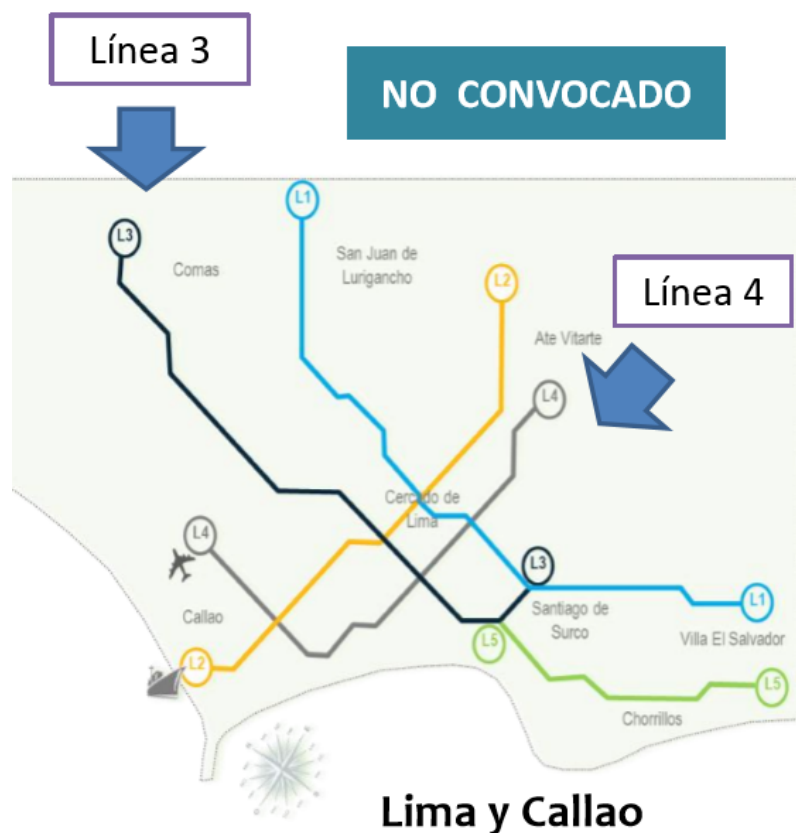 Línea 3
NO CONVOCADO
L1
L3
San Juan de
Lurigancho
Comas
L2
Línea 4
Ate Vitarte
L4
Cercado de
Lima
L4
L3
Callao
Santiago de
Surco
L1
Villa El Salvador
L5
L2
L5
Chorrillos
Lima y Callao